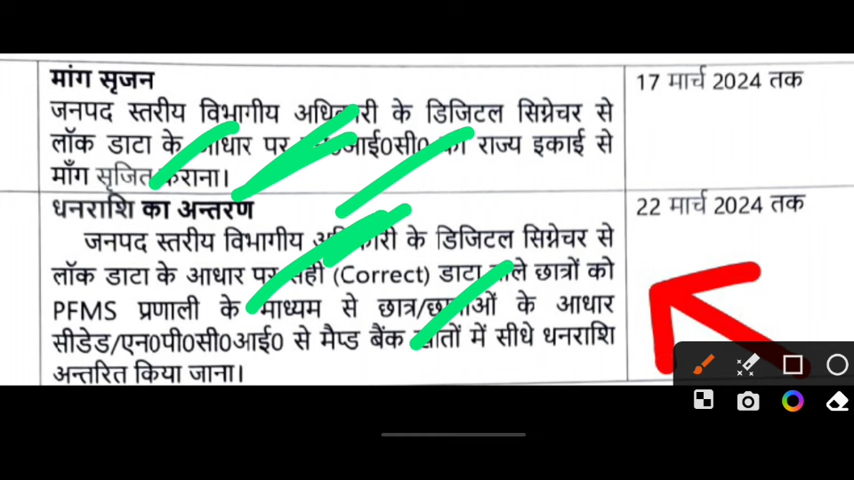 मांग सृजन
17 मार्च 2024 तक
जनपद स्तरीय विभागीय अधिकारी के डिजिटल सिग्नेचर से
लॉक डाटा के आधार पर राज्य इकाई से
माँग सृजित कराना।
धनराशि का अन्तरण
22 मार्च 2024 तक
जनपद स्तरीय विभागीय अधिकारी के डिजिटल सिग्नेचर से
लॉक डाटा के आधार पर सही (Correct) डाटा वाले छात्रों को
PFMS प्रणाली के माध्यम से छात्र/छात्राओं के आधार
सीडेड/एन0पी0सी0आई0 से मैप्ड बैंक खातों में सीधे धनराशि
अन्तरित किया जाना।